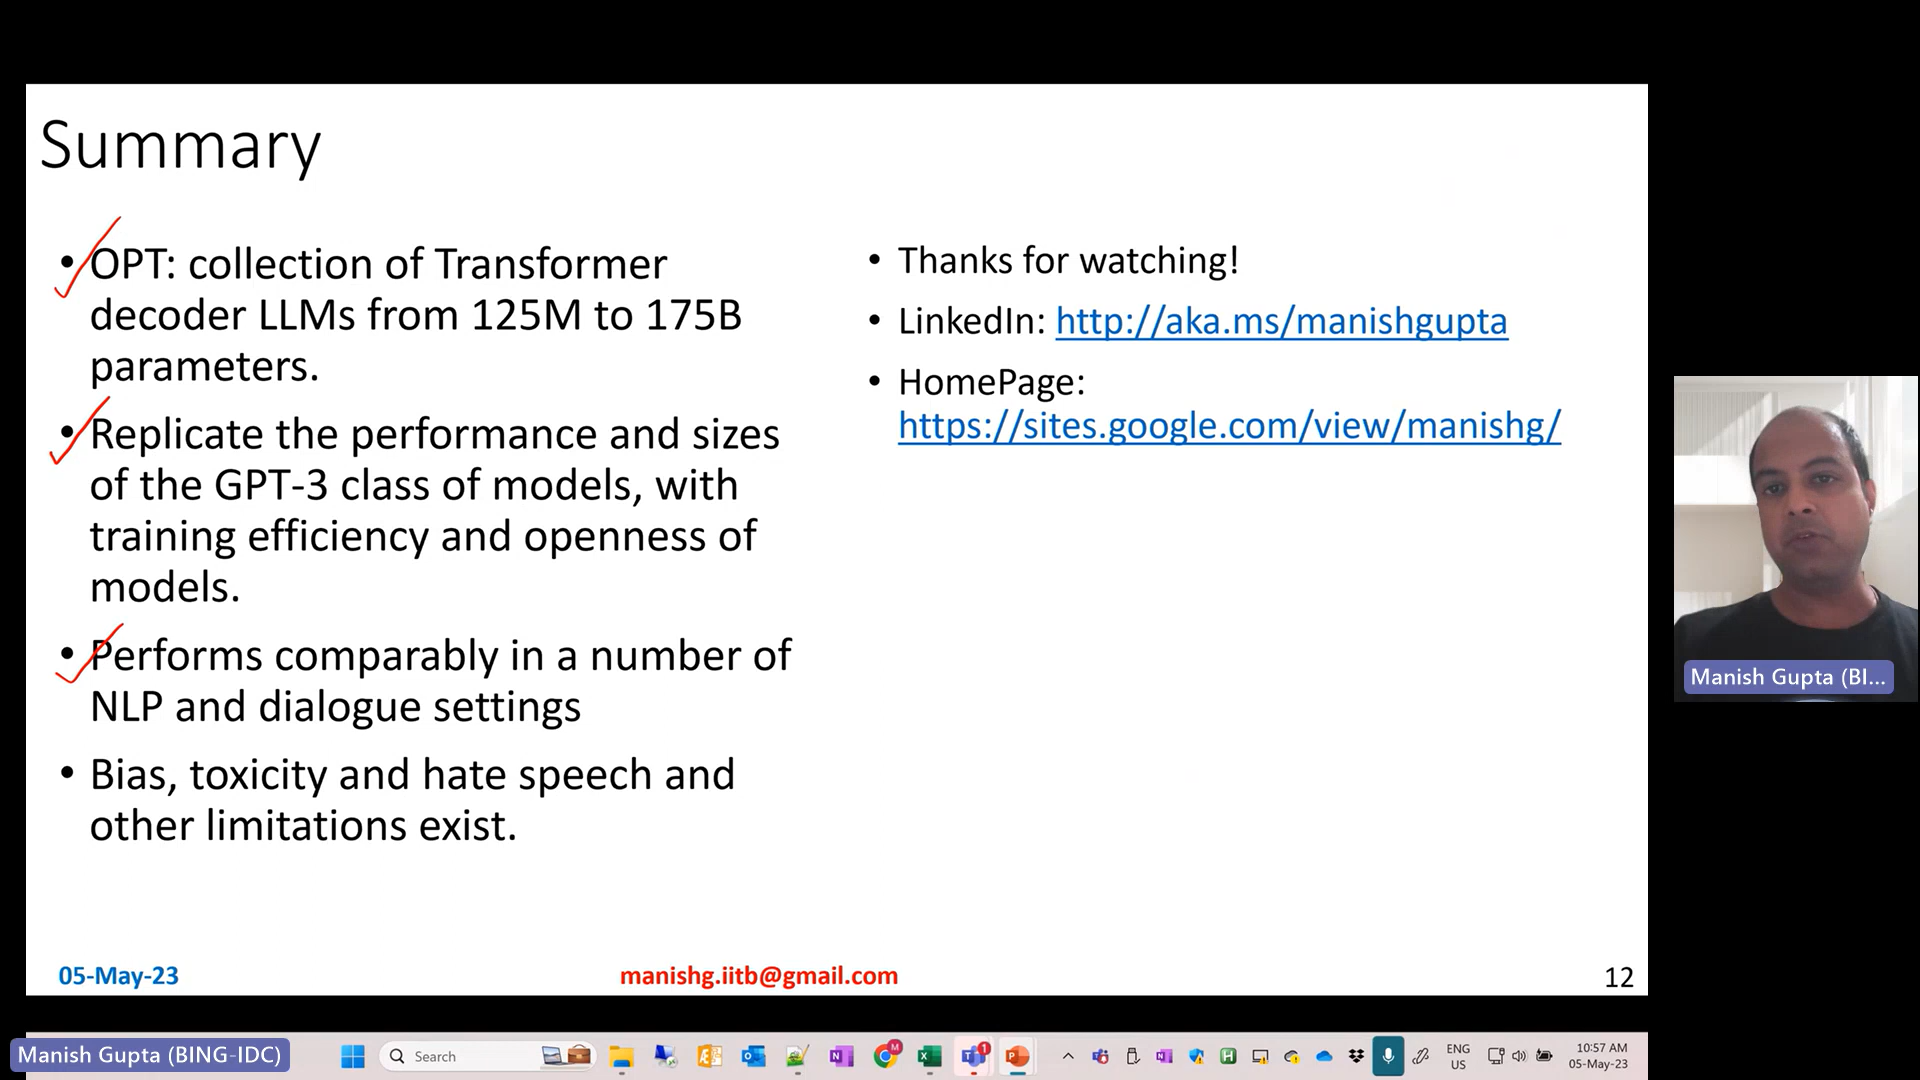 Summary
• OPT: collection of Transformer
decoder LLMs from 125M to 175B
parameters.
• Replicate the performance and sizes
of the GPT-3 class of models, with
training efficiency and openness of
models.
• Performs comparably in a number of
NLP and dialogue settings
• Bias, toxicity and hate speech and
other limitations exist.
• Thanks for watching!
• LinkedIn: http://aka.ms/manishgupta
• HomePage:
https://sites.google.com/view/manishg/
05-May-23
manishg.iitb@gmail.com
12
Manish Gupta (BI...
Manish Gupta (BING-IDC)
Search
ENG
US
10:57 AM
05-May-23